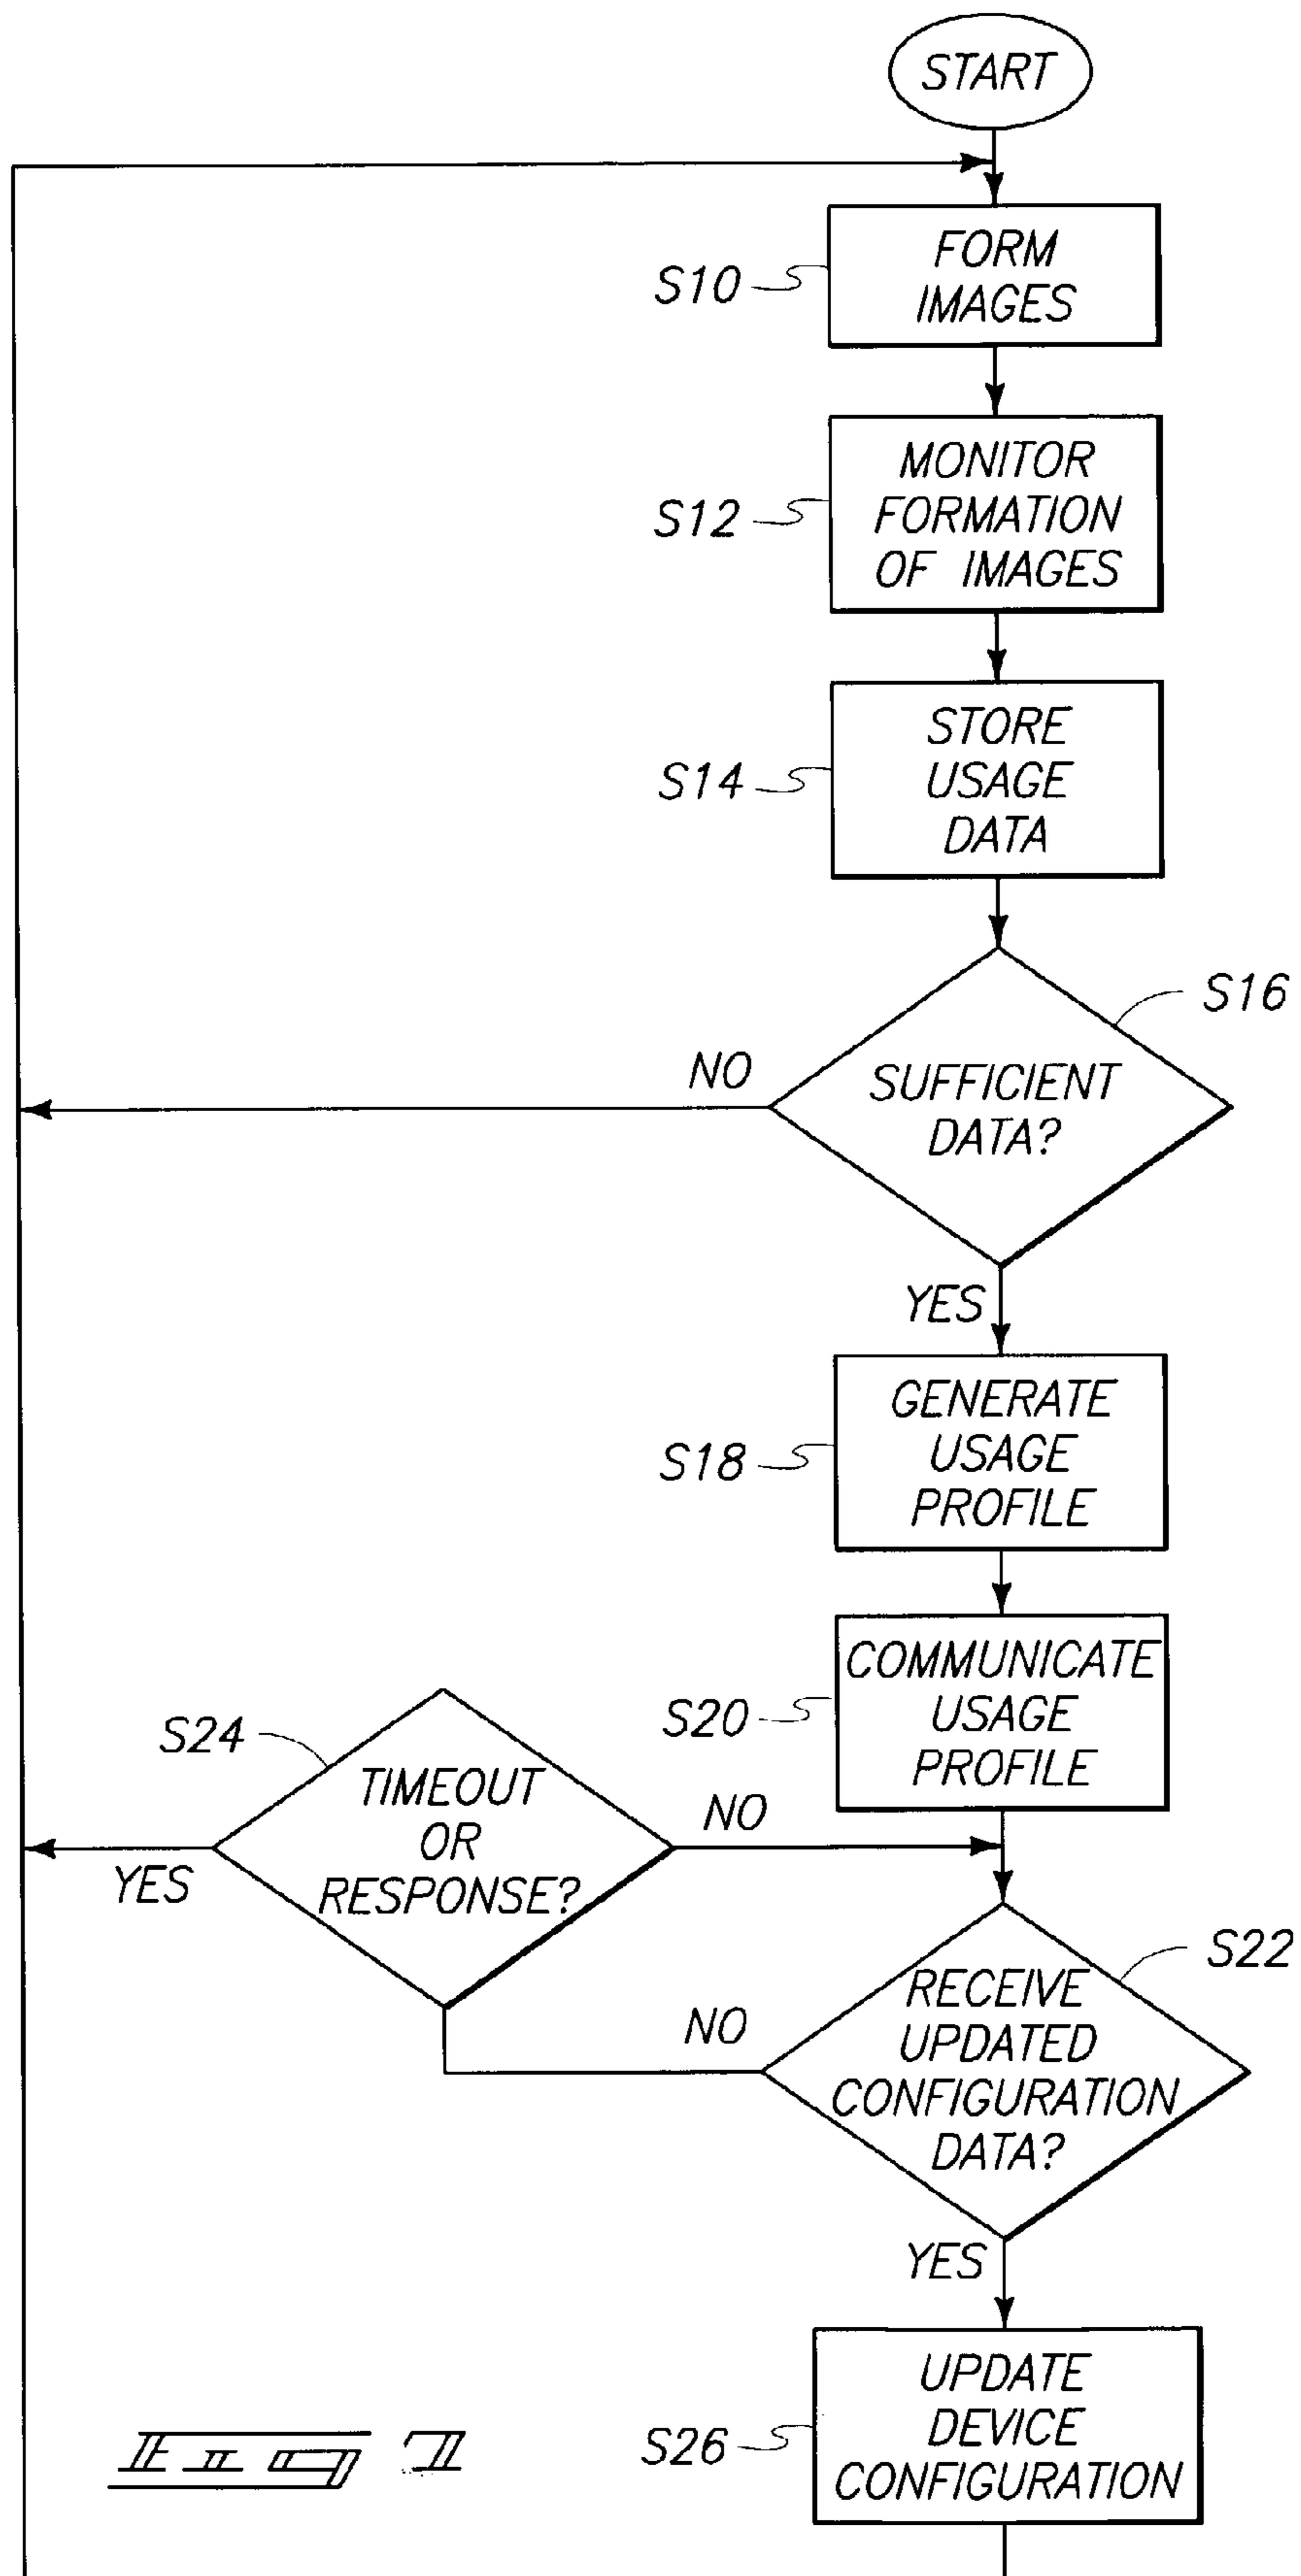 START
FORM
IMAGES
S10
MONITOR
FORMATION
OF IMAGES
S12
STORE
USAGE
DATA
S14
S16
SUFFICIENT
DATA?
NO
YES
GENERATE
USAGE
PROFILE
S18
COMMUNICATE
USAGE
PROFILE
S20
S24
TIMEOUT
OR
RESPONSE?
NO
YES
S22
RECEIVE
UPDATED
CONFIGURATION
DATA?
NO
YES
UPDATE
DEVICE
CONFIGURATION
S26
Fig 7